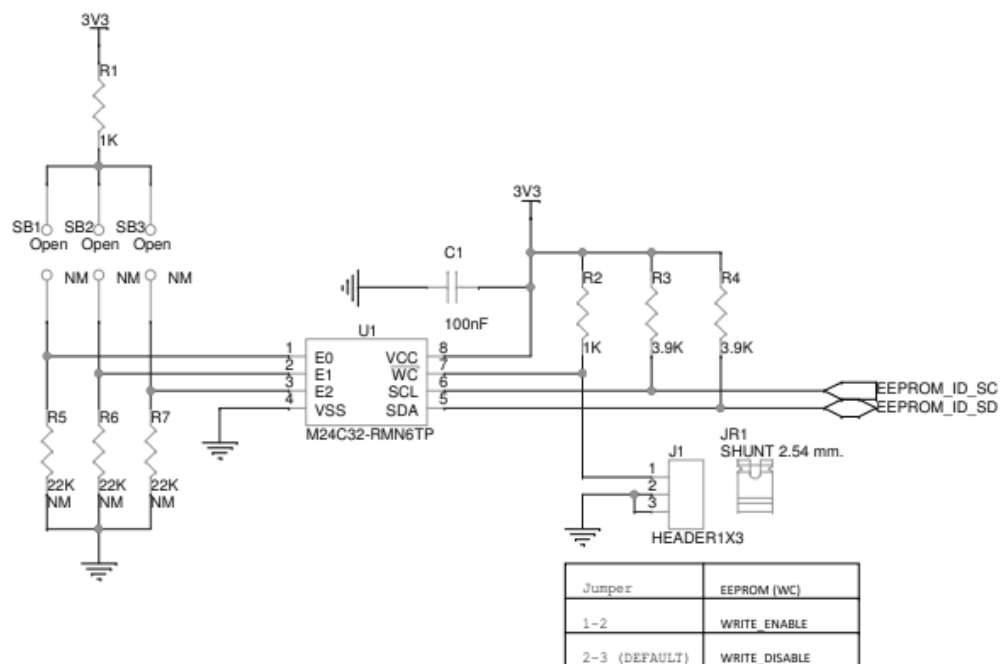 3V3
R1
1K
SB1 SB2 SB3
Open Open Open
NM NM NM
3V3
C1
100nF
R2 R3 R4
1K 3.9K 3.9K
U1
1 E0 VCC 8
2 E1 WC 7
3 E2 SCL 6
4 VSS SDA 5
M24C32-RMN6TP
EEPROM_ID_SC
EEPROM_ID_SD
R5 R6 R7
22K 22K 22K
NM NM NM
JR1
SHUNT 2.54 mm.
J1
1
2
3
HEADER1X3
Jumper EEPROM (WC)
1-2 WRITE_ENABLE
2-3 (DEFAULT) WRITE_DISABLE